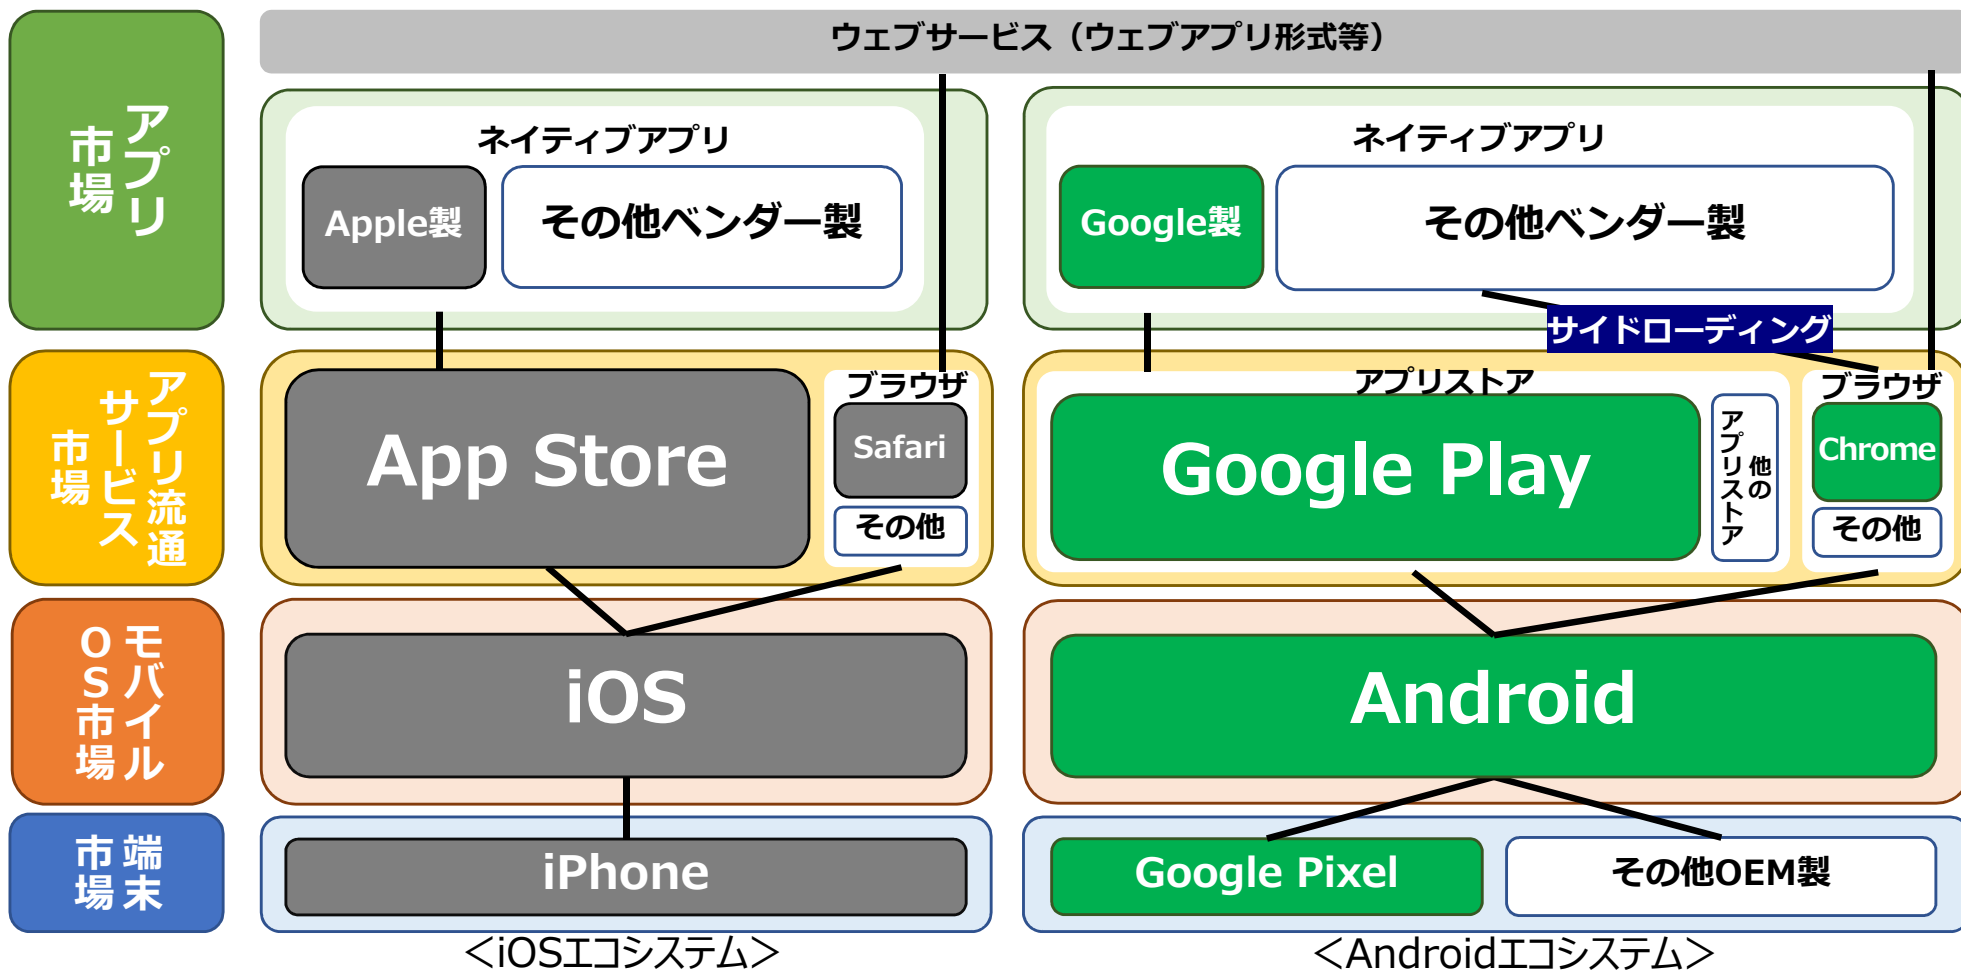 ウェブサービス（ウェブアプリ形式等）
アプリ
市場
ネイティブアプリ
Apple製
その他ベンダー製
ネイティブアプリ
Google製
その他ベンダー製
サイドローディング
アプリ流通
サービス
市場
App Store
ブラウザ
Safari
その他
アプリストア
Google Play
他の
アプリストア
ブラウザ
Chrome
その他
モバイル
OS市場
iOS
Android
端末
市場
iPhone
Google Pixel
その他OEM製
＜iOSエコシステム＞
＜Androidエコシステム＞